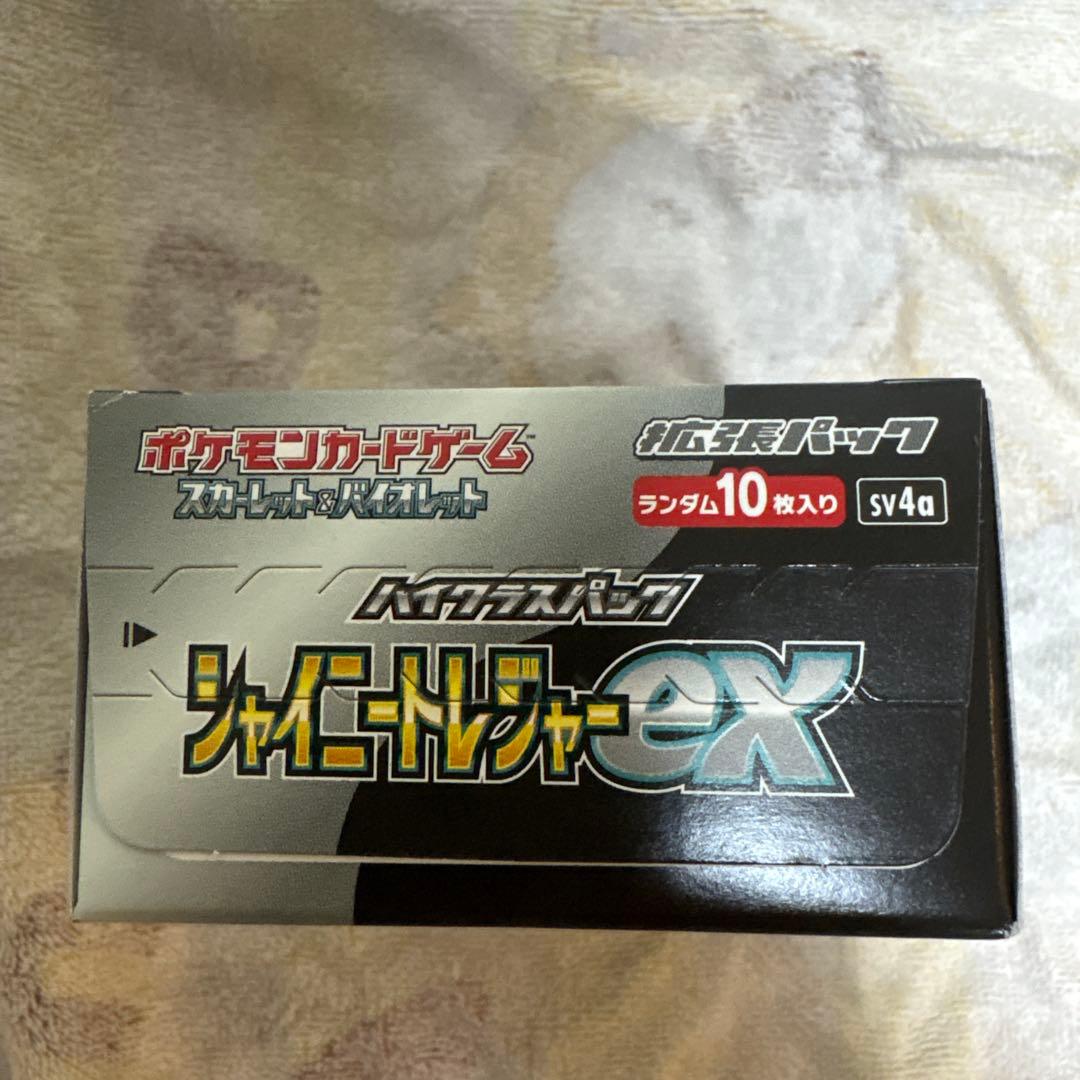 ポケモンカードゲーム™
スカーレット&バイオレット
拡張パック
ランダム10枚入り
sv4a
ハイクラスパック
シャイニートレジャーex